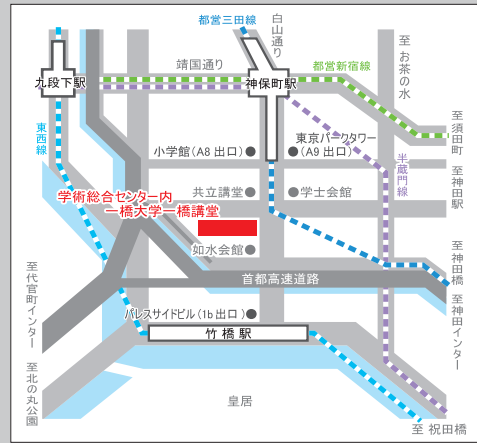 都営三田線
白山通り
靖国通り
都営新宿線
至お茶の水
九段下駅
神保町駅
東西線
小学館(A8 出口)
東京パークタワー
(A9 出口)
半蔵門線
至須田町
至神田駅
共立講堂
学士会館
学術総合センター内
一橋大学一橋講堂
如水会館
至神田橋
至代官町インター
首都高速道路
至神田インター
パレスサイドビル(1b 出口)
竹橋駅
至北の丸公園
皇居
至 祝田橋